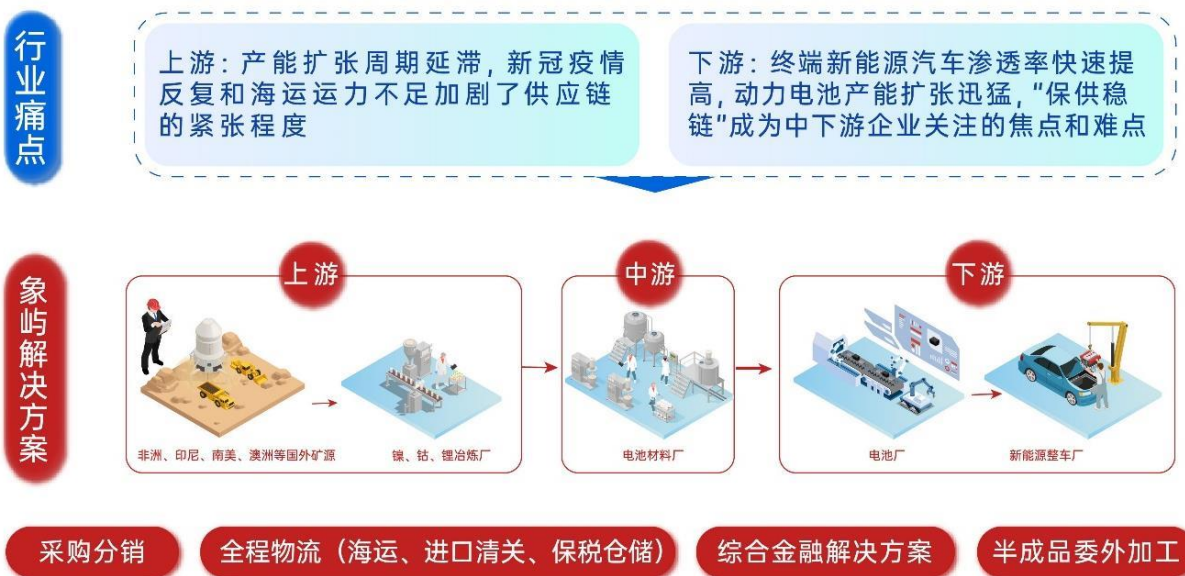 行业痛点
上游：产能扩张周期延滞，新冠疫情
反复和海运运力不足加剧了供应链
的紧张程度
下游：终端新能源汽车渗透率快速提
高，动力电池产能扩张迅猛，“保供稳
链”成为中下游企业关注的焦点和难点
象屿解决方案
上游
中游
下游
非洲、印尼、南美、澳洲等国外矿源
镍、钴、锂冶炼厂
电池材料厂
电池厂
新能源整车厂
采购分销
全程物流（海运、进口清关、保税仓储）
综合金融解决方案
半成品委外加工